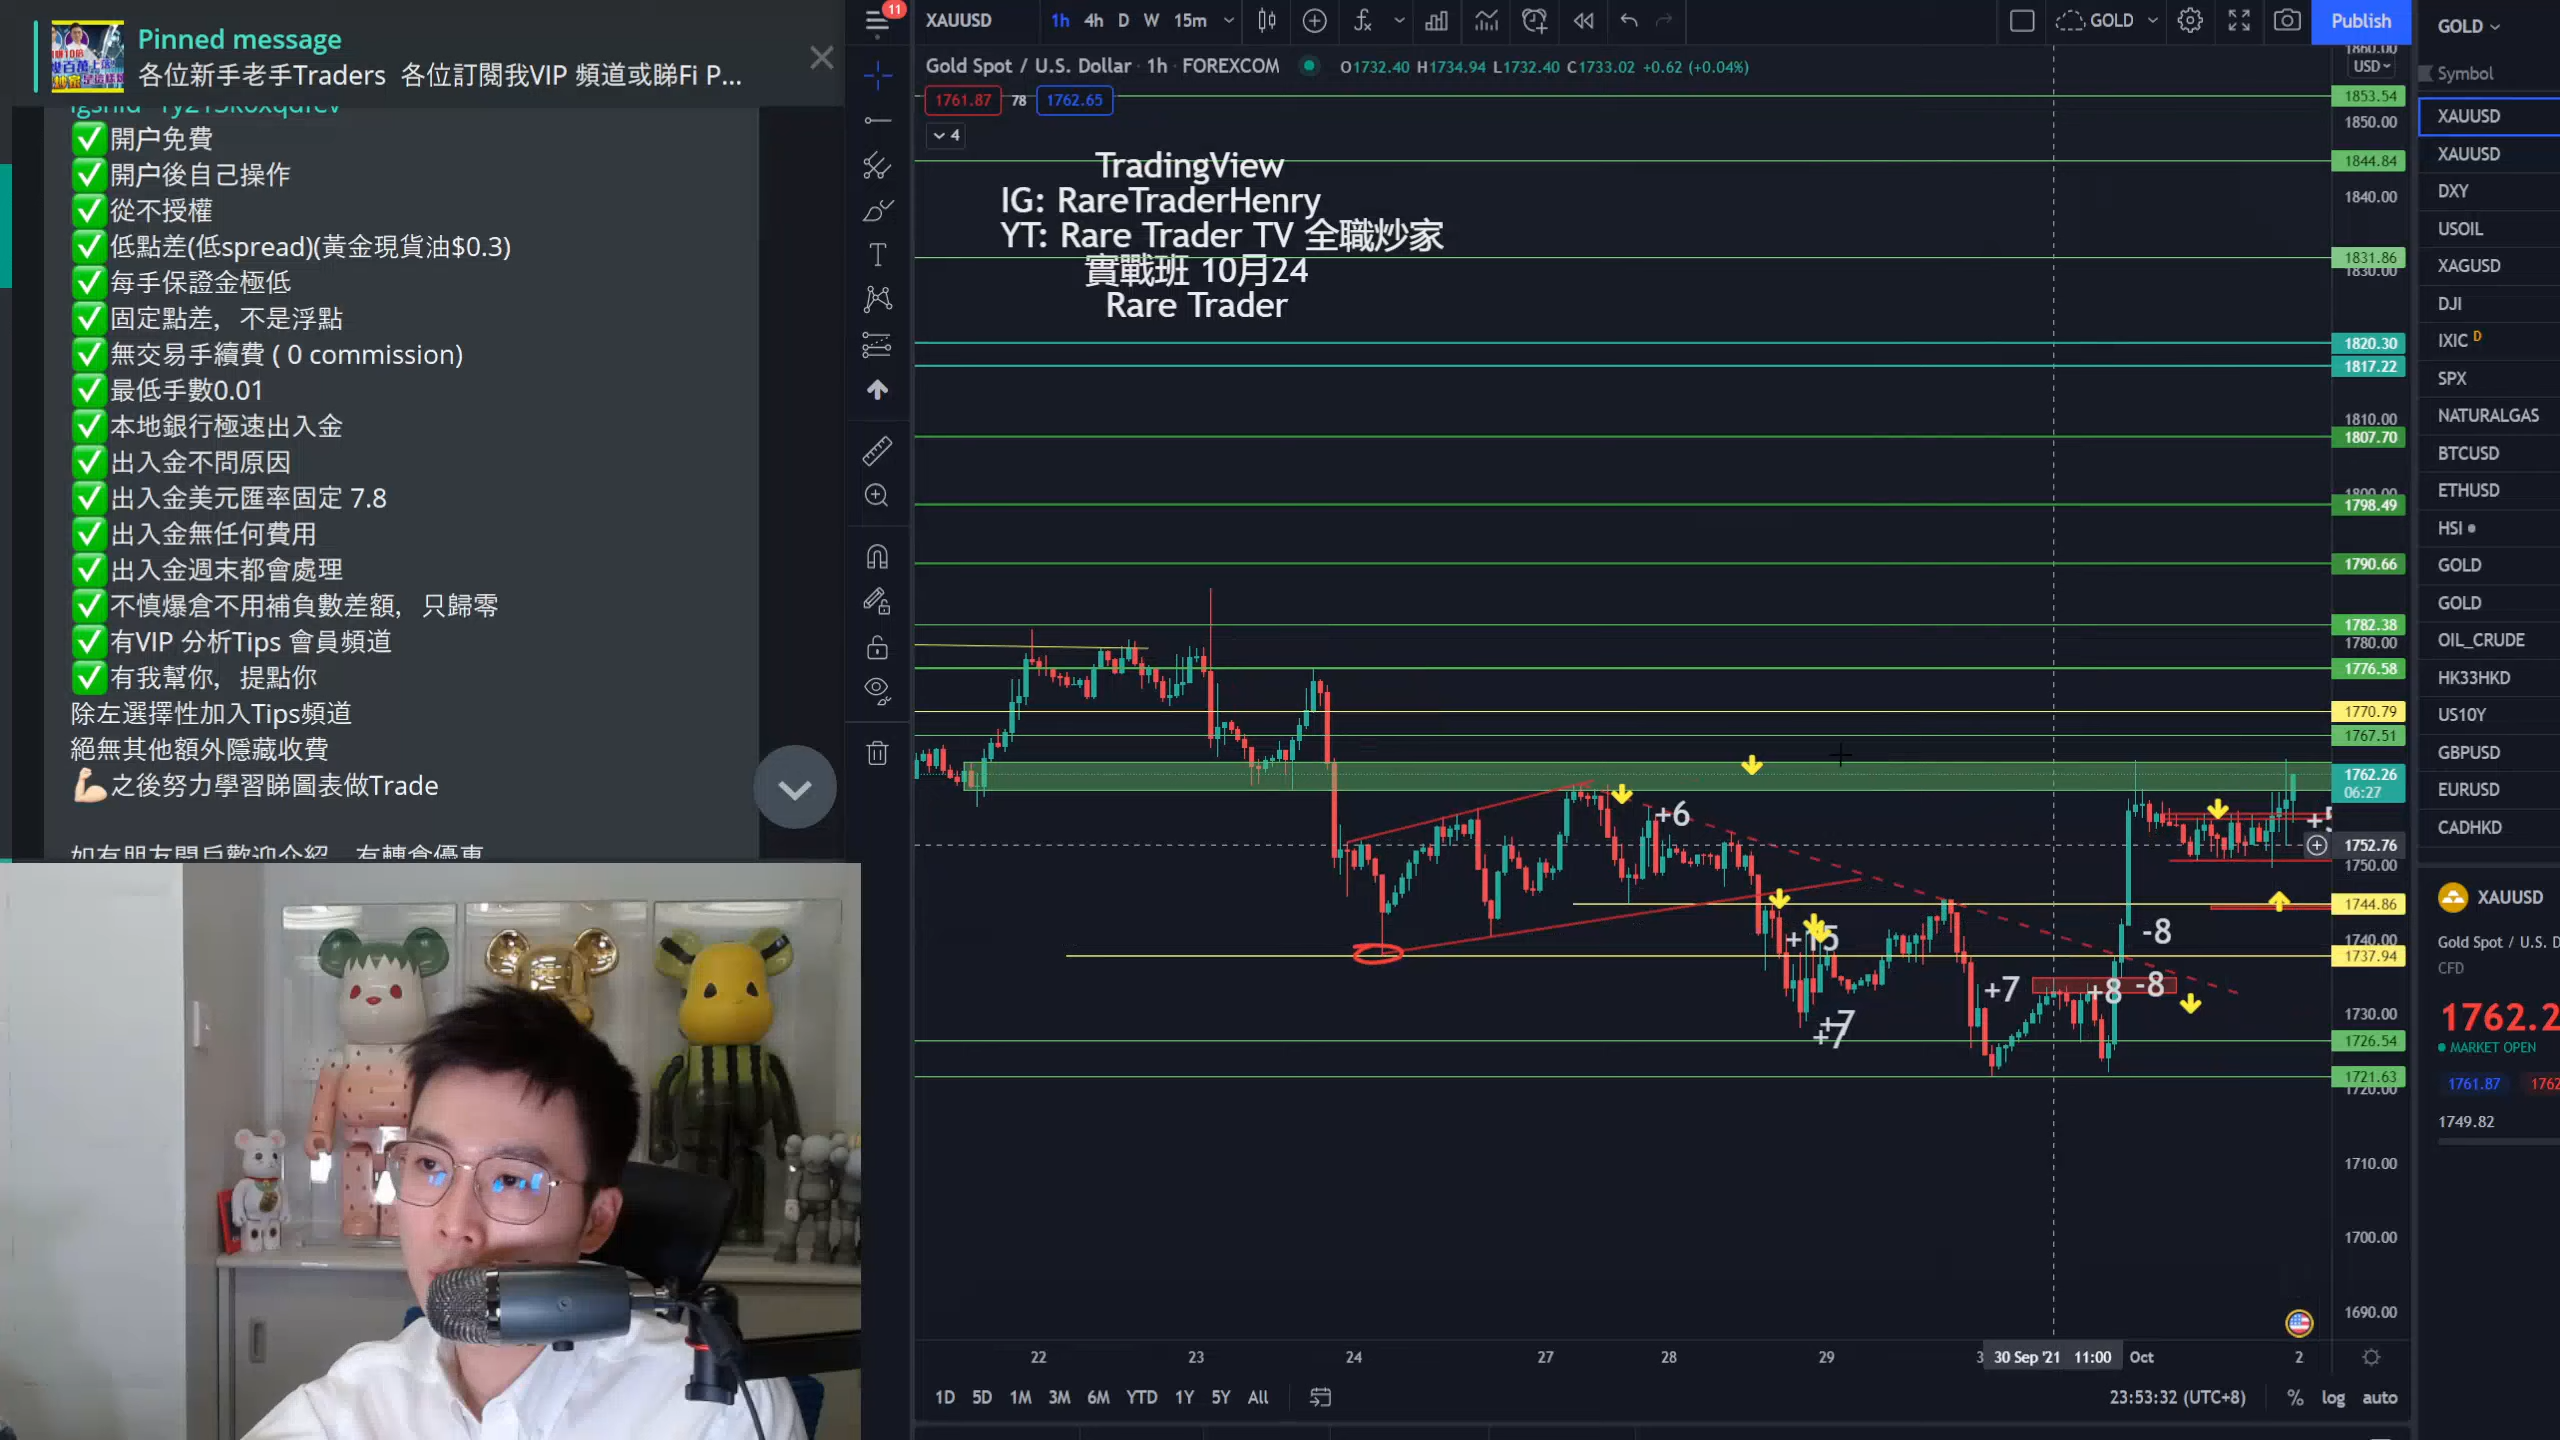 Pinned message
各位新手老手Traders 各位訂閱我VIP 頻道或睇Fi P...
✅開户免費
✅開户後自己操作
✅從不授權
✅低點差(低spread)(黃金現貨油$0.3)
✅每手保證金極低
✅固定點差，不是浮點
✅無交易手續費 ( 0 commission)
✅最低手數0.01
✅本地銀行極速出入金
✅出入金不問原因
✅出入金美元匯率固定 7.8
✅出入金無任何費用
✅出入金週末都會處理
✅不慎爆倉不用補負數差額，只歸零
✅有VIP 分析Tips 會員頻道
✅有我幫你，提點你
除左選擇性加入Tips頻道
絕無其他額外隱藏收費
💪🏻之後努力學習睇圖表做Trade
11
XAUUSD
1h 4h D W 15m
GOLD
Publish
Gold Spot / U.S. Dollar · 1h · FOREXCOM
O1732.40 H1734.94 L1732.40 C1733.02 +0.62 (+0.04%)
1761.87 78 1762.65
4
TradingView
IG: RareTraderHenry
YT: Rare Trader TV 全職炒家
實戰班 10月24
Rare Trader
+6
+15
+7
+7
+8
-8
-8
USD
1853.54
1850.00
1844.84
1840.00
1831.86
1830.00
1820.30
1817.22
1810.00
1807.70
1798.49
1790.66
1782.38
1780.00
1776.58
1770.79
1767.51
1762.26
06:27
1752.76
1750.00
1744.86
1740.00
1737.94
1730.00
1726.54
1721.63
1720.00
1710.00
1700.00
1690.00
22 23 24 27 28 29 30 Sep '21 11:00 Oct 2
1D 5D 1M 3M 6M YTD 1Y 5Y All
23:53:32 (UTC+8) % log auto
GOLD
Symbol
XAUUSD
XAUUSD
DXY
USOIL
XAGUSD
DJI
IXIC D
SPX
NATURALGAS
BTCUSD
ETHUSD
HSI
GOLD
GOLD
OIL_CRUDE
HK33HKD
US10Y
GBPUSD
EURUSD
CADHKD
XAUUSD
Gold Spot / U.S. D
CFD
1762.2
MARKET OPEN
1761.87 1762
1749.82